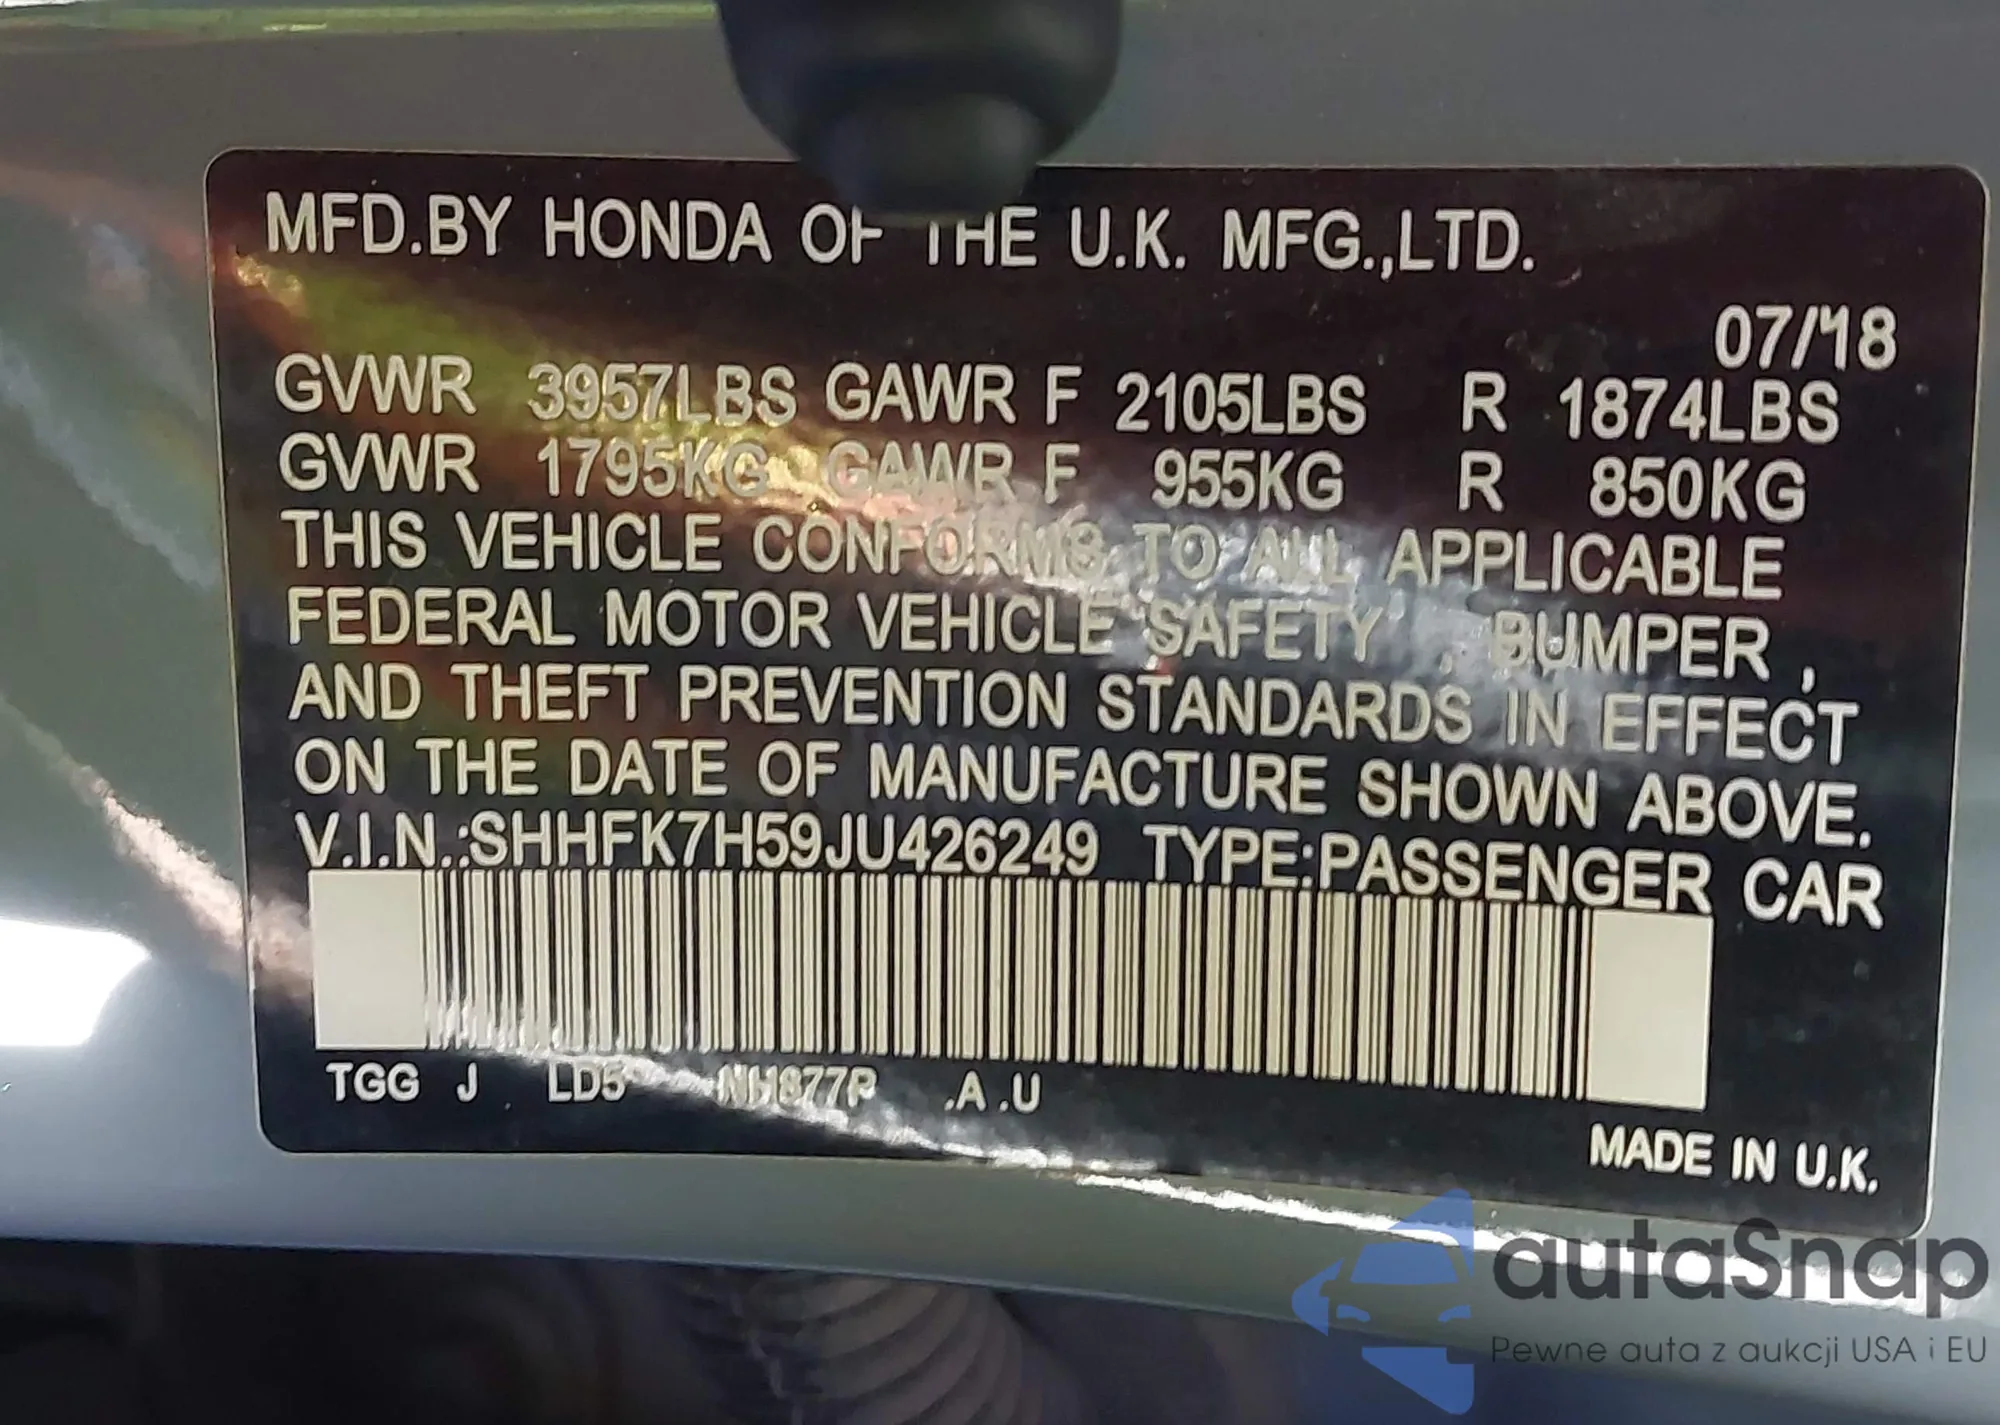 MFD.BY HONDA OF THE U.K. MFG.,LTD.
07/18
GVWR 3957LBS GAWR F 2105LBS R 1874LBS
GVWR 1795KG GAWR F 955KG R 850KG
THIS VEHICLE CONFORMS TO ALL APPLICABLE
FEDERAL MOTOR VEHICLE SAFETY , BUMPER ,
AND THEFT PREVENTION STANDARDS IN EFFECT
ON THE DATE OF MANUFACTURE SHOWN ABOVE.
V.I.N.:SHHFK7H59JU426249 TYPE:PASSENGER CAR
TGG J LD5 NH877P .A .U
MADE IN U.K.
autaSnap
Pewne auta z aukcji USA i EU